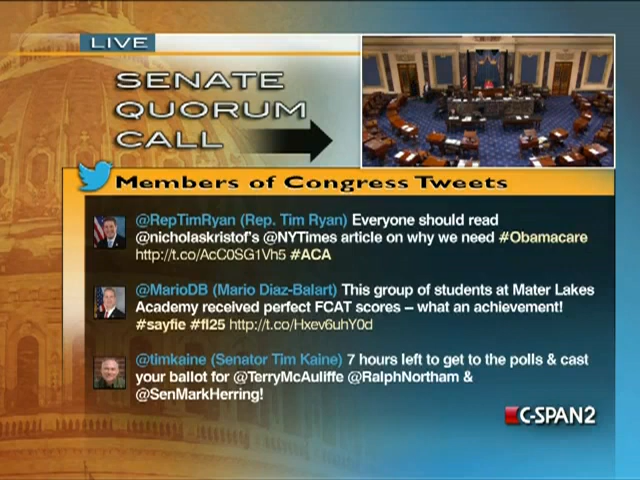 LIVE
SENATE
QUORUM
CALL
Members of Congress Tweets
@RepTimRyan (Rep. Tim Ryan) Everyone should read
@nicholaskristof's @NYTimes article on why we need #Obamacare
http://t.co/AcC0SG1Vh5 #ACA
@MarioDB (Mario Diaz-Balart) This group of students at Mater Lakes
Academy received perfect FCAT scores – what an achievement!
#sayfie #fl25 http://t.co/Hxev6uhY0d
@timkaine (Senator Tim Kaine) 7 hours left to get to the polls & cast
your ballot for @TerryMcAuliffe @RalphNortham &
@SenMarkHerring!
C-SPAN2